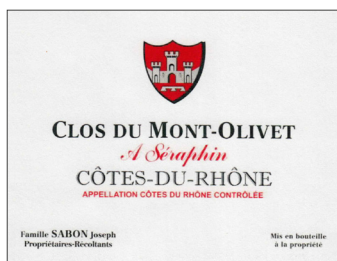 CLOS DU MONT-OLIVET
A Séraphin
CÔTES-DU-RHÔNE
APPELLATION CÔTES DU RHÔNE CONTRÔLÉE
Famille SABON Joseph
Propriétaires-Récoltants
Mis en bouteille
à la propriété